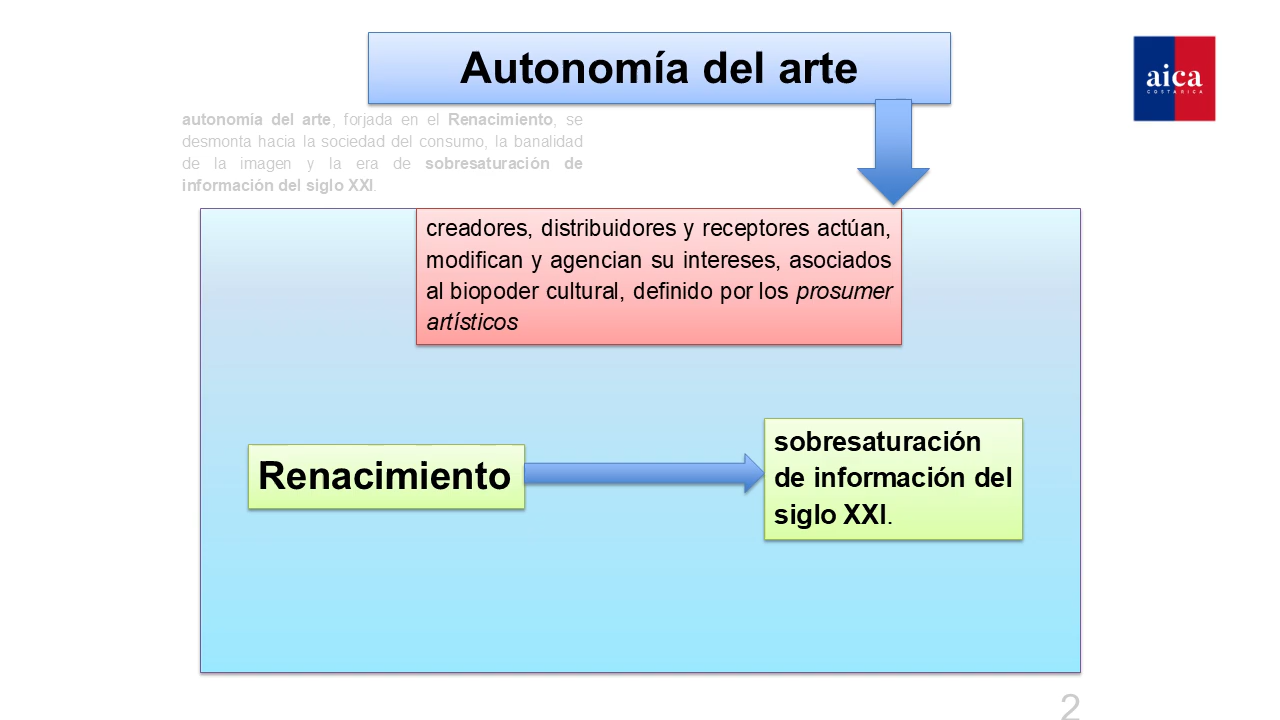 Autonomía del arte
aica
COSTARICA
autonomía del arte, forjada en el Renacimiento, se
desmonta hacia la sociedad del consumo, la banalidad
de la imagen y la era de sobresaturación de
información del siglo XXI.
creadores, distribuidores y receptores actúan,
modifican y agencian su intereses, asociados
al biopoder cultural, definido por los prosumer
artísticos
Renacimiento
sobresaturación
de información del
siglo XXI.
2